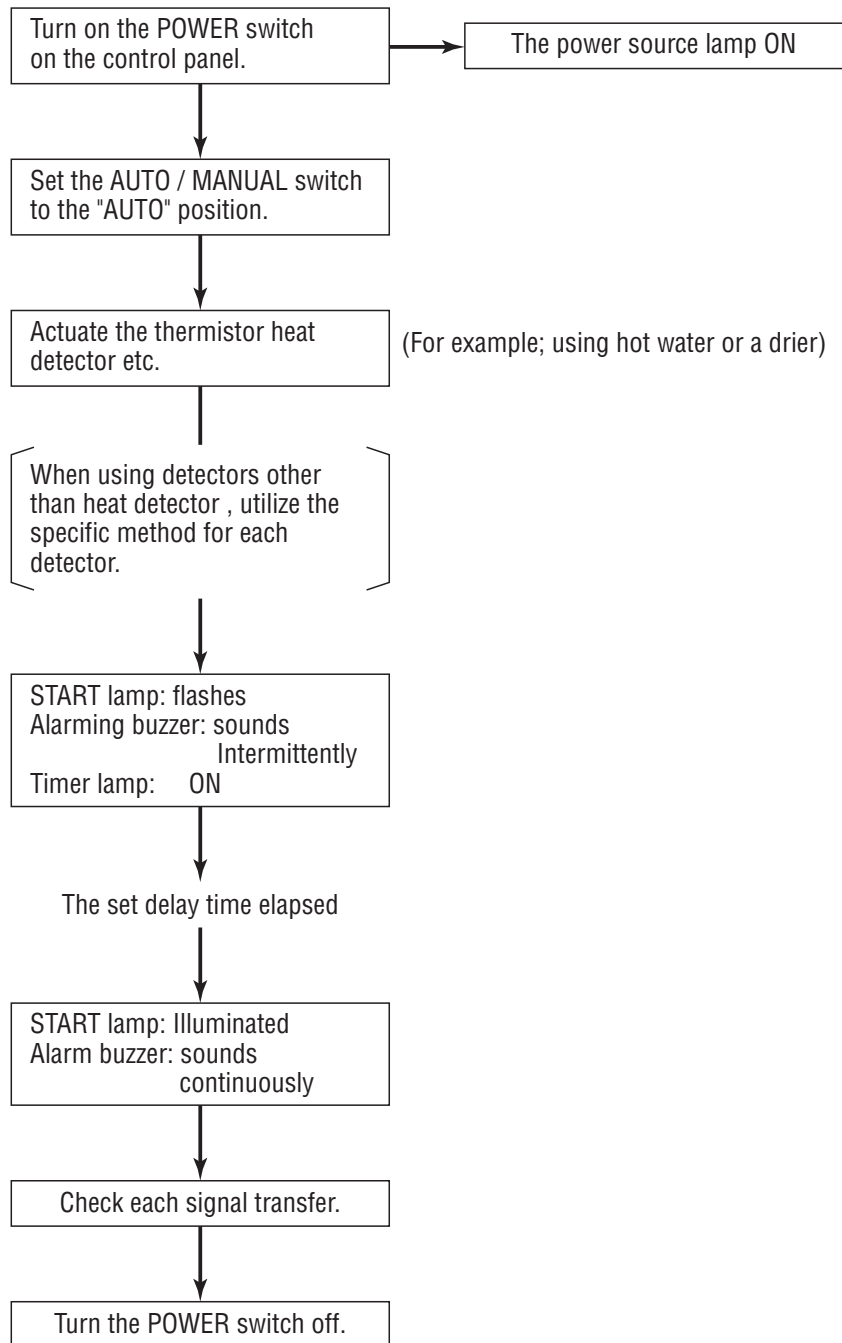 Turn on the POWER switch
on the control panel.
The power source lamp ON
Set the AUTO / MANUAL switch
to the "AUTO" position.
Actuate the thermistor heat
detector etc.
(For example; using hot water or a drier)
When using detectors other
than heat detector , utilize the
specific method for each
detector.
START lamp: flashes
Alarming buzzer: sounds
Intermittently
Timer lamp: ON
The set delay time elapsed
START lamp: Illuminated
Alarm buzzer: sounds
continuously
Check each signal transfer.
Turn the POWER switch off.